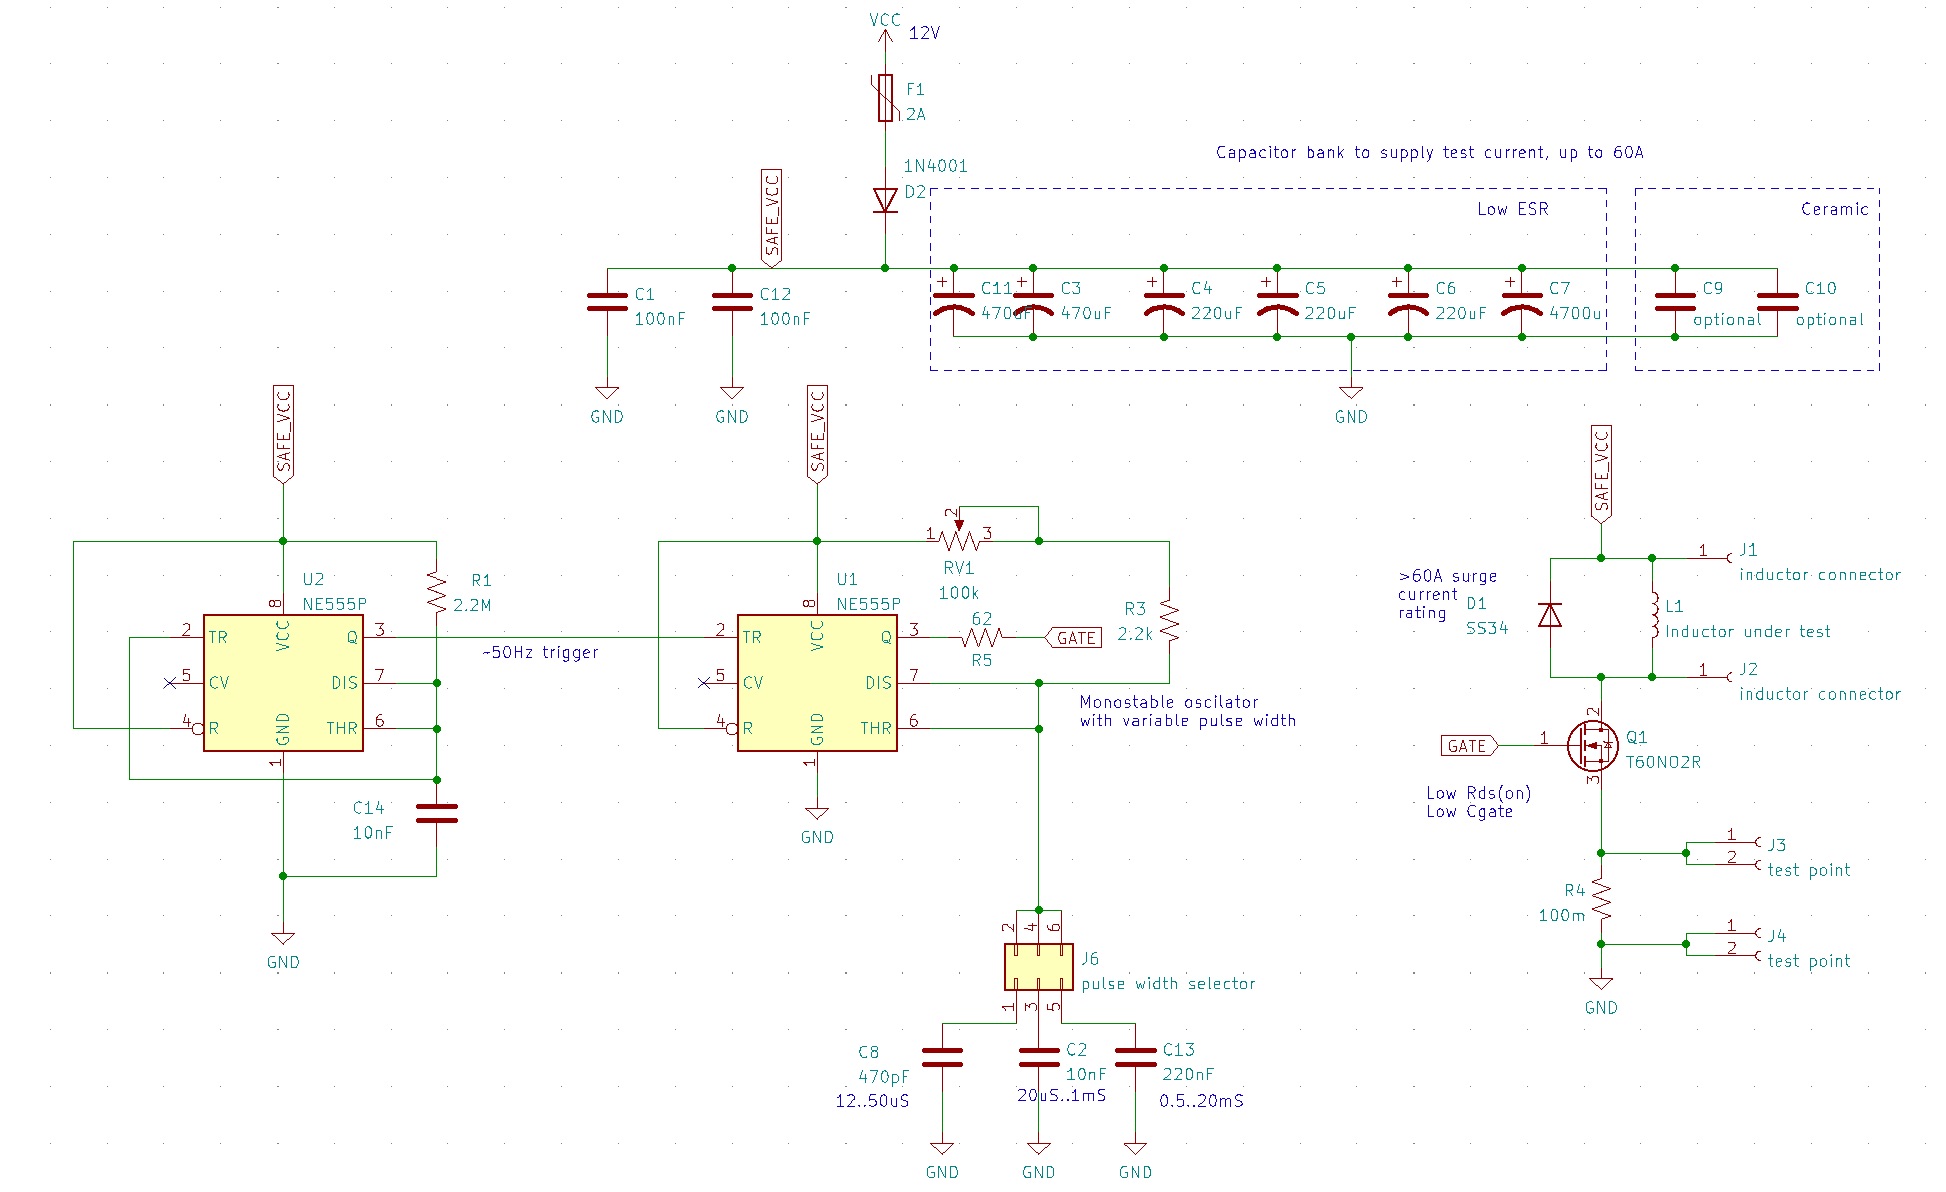 VCC
12V
F1
2A
1N4001
D2
Capacitor bank to supply test current, up to 60A
Low ESR
Ceramic
SAFE_VCC
C1
100nF
C12
100nF
C11
470uF
C3
470uF
C4
220uF
C5
220uF
C6
220uF
C7
4700u
C9
optional
C10
optional
GND
GND
GND
SAFE_VCC
U2
NE555P
R1
2.2M
8
VCC
2
TR
Q
3
5
CV
DIS
7
4
R
THR
6
GND
1
C14
10nF
GND
~50Hz trigger
SAFE_VCC
U1
NE555P
8
VCC
2
TR
Q
3
5
CV
DIS
7
4
R
THR
6
GND
1
GND
1
2
3
RV1
100k
62
R5
GATE
R3
2.2k
Monostable oscilator
with variable pulse width
2
4
6
J6
pulse width selector
1
3
5
C8
470pF
12..50uS
C2
10nF
20uS..1mS
C13
220nF
0.5..20mS
GND
GND
GND
SAFE_VCC
>60A surge
current
rating
D1
SS34
L1
Inductor under test
1
J1
inductor connector
1
J2
inductor connector
GATE
1
2
3
Q1
T60N02R
Low Rds(on)
Low Cgate
1
2
J3
test point
R4
100m
1
2
J4
test point
GND